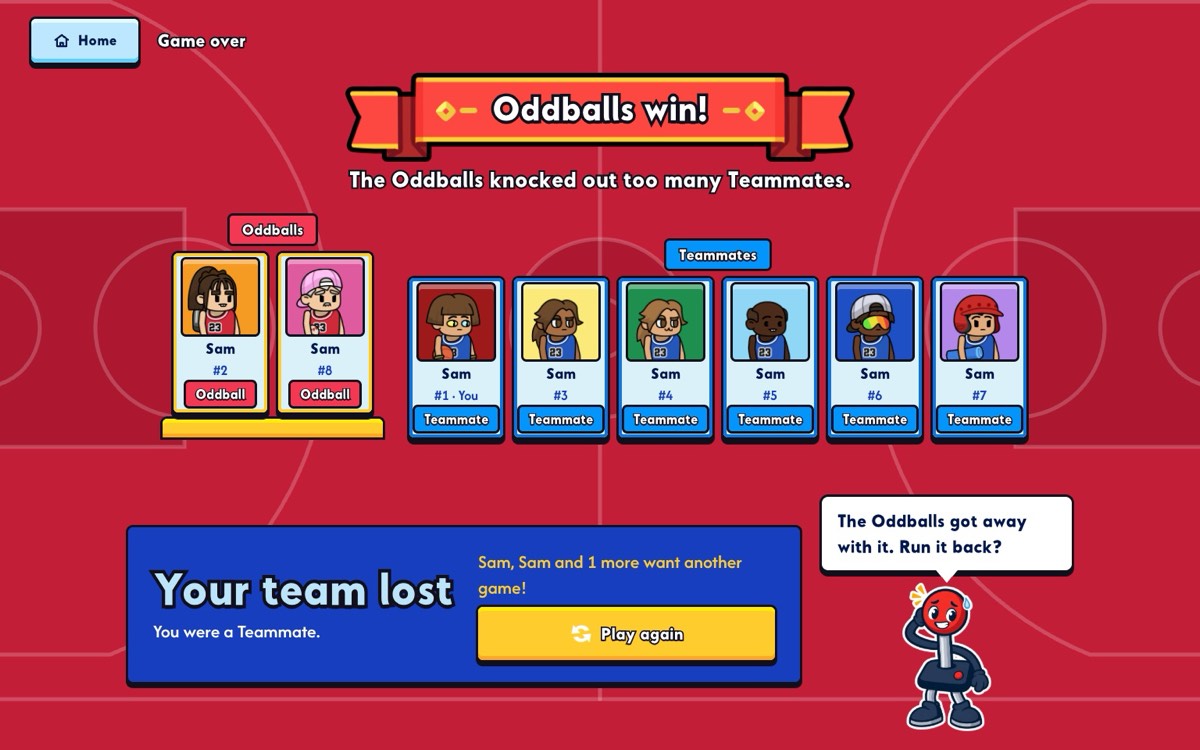 Home
Game over
Oddballs win!
The Oddballs knocked out too many Teammates.
Oddballs
Teammates
23
23
3
23
23
23
23
Sam
#2
Oddball
Sam
#8
Oddball
Sam
#1 · You
Teammate
Sam
#3
Teammate
Sam
#4
Teammate
Sam
#5
Teammate
Sam
#6
Teammate
Sam
#7
Teammate
Your team lost
You were a Teammate.
Sam, Sam and 1 more want another
game!
Play again
The Oddballs got away
with it. Run it back?